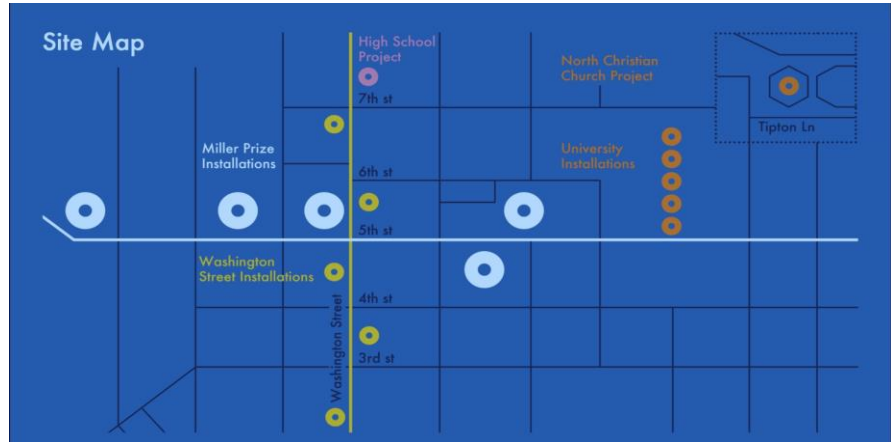 Site Map
High School
Project
North Christian
Church Project
7th st
Tipton Ln
Miller Prize
Installations
University
Installations
6th st
5th st
Washington
Street Installations
4th st
Washington Street
3rd st